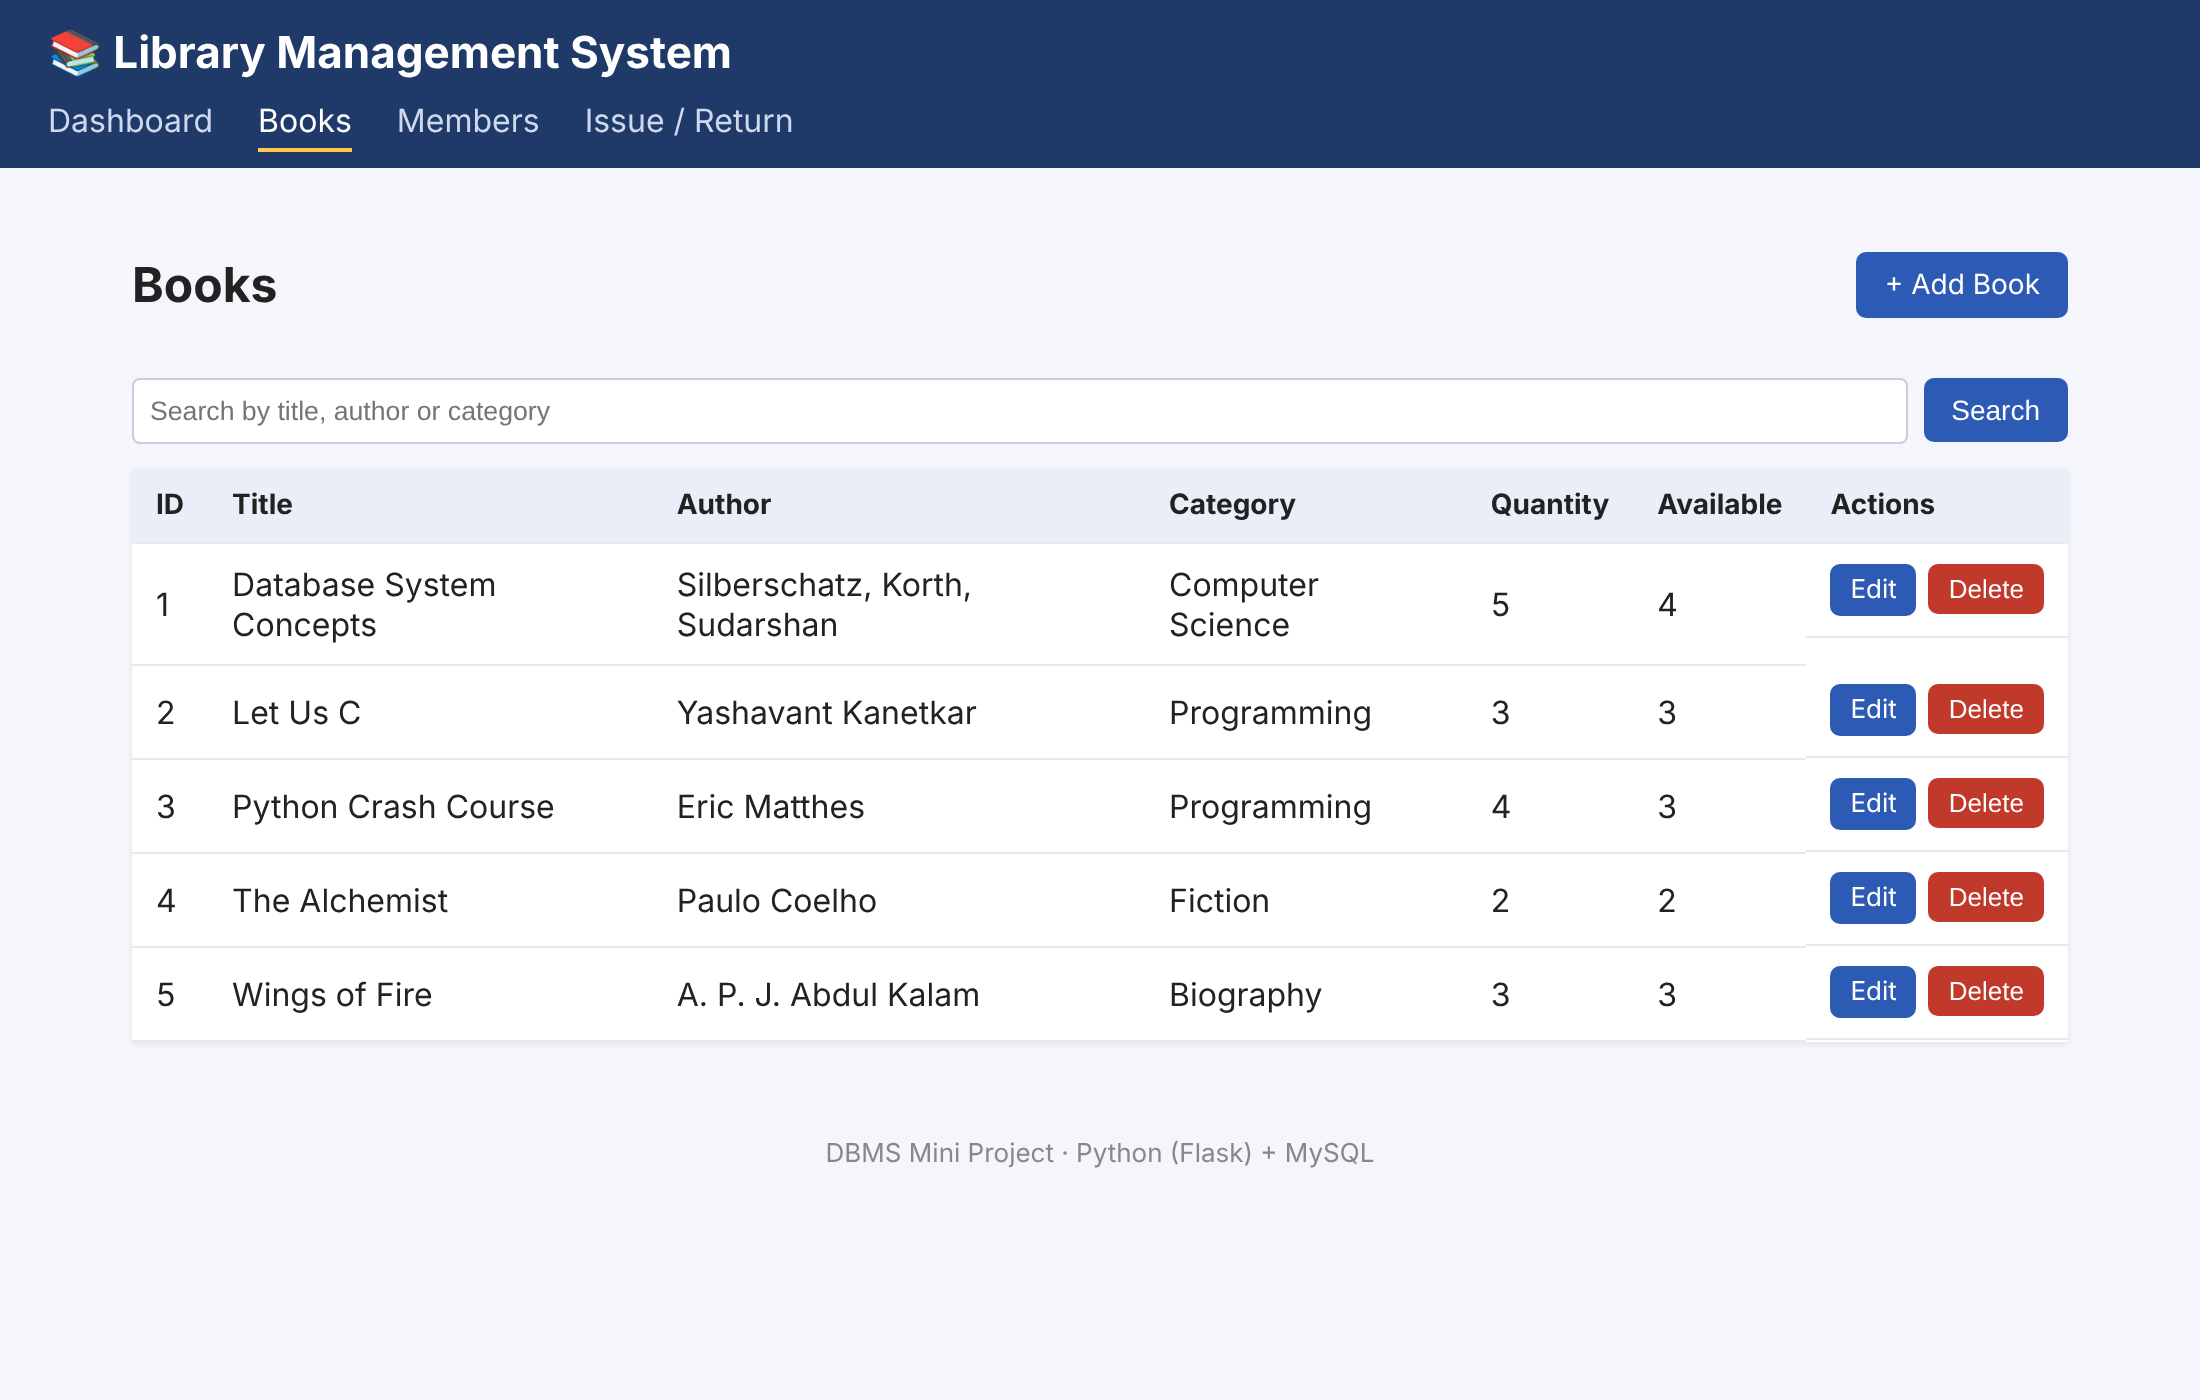 📚 Library Management System
Dashboard Books Members Issue / Return
Books
+ Add Book
Search by title, author or category
Search
ID Title Author Category Quantity Available Actions
1 Database System Concepts Silberschatz, Korth, Sudarshan Computer Science 5 4 Edit Delete
2 Let Us C Yashavant Kanetkar Programming 3 3 Edit Delete
3 Python Crash Course Eric Matthes Programming 4 3 Edit Delete
4 The Alchemist Paulo Coelho Fiction 2 2 Edit Delete
5 Wings of Fire A. P. J. Abdul Kalam Biography 3 3 Edit Delete
DBMS Mini Project · Python (Flask) + MySQL